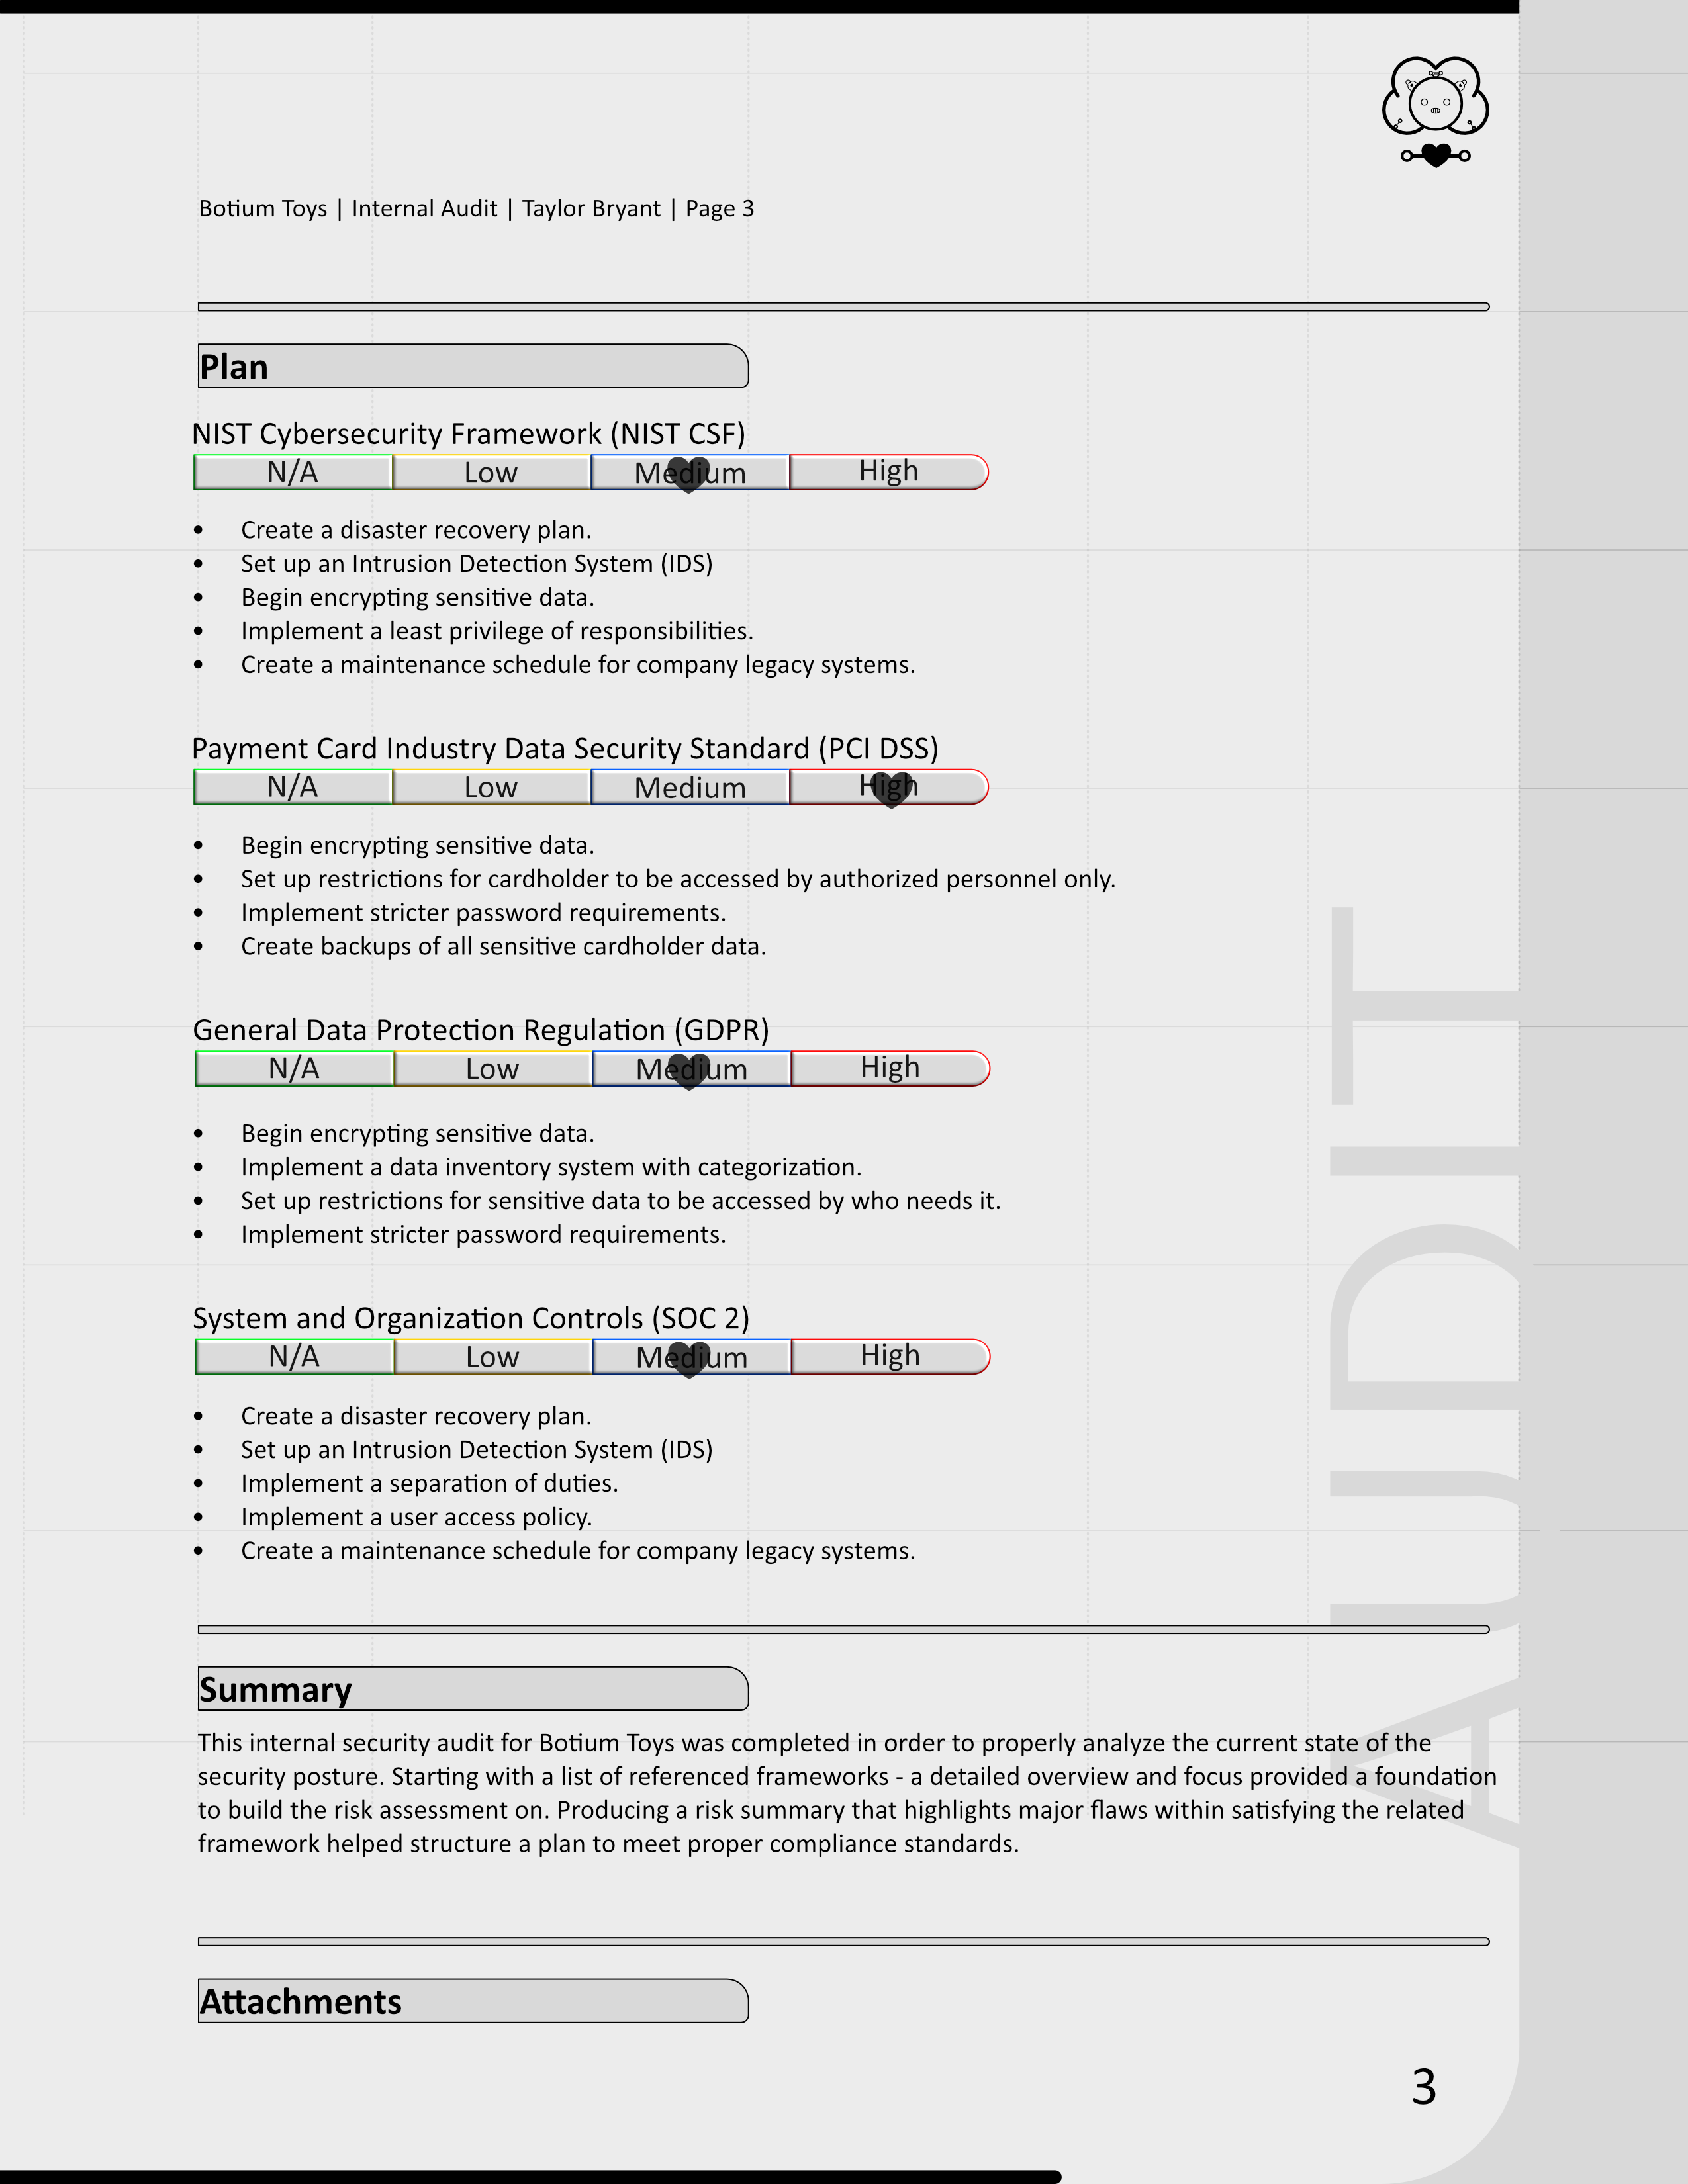 Botium Toys | Internal Audit | Taylor Bryant | Page 3
Plan
NIST Cybersecurity Framework (NIST CSF)
N/A Low Medium High
• Create a disaster recovery plan.
• Set up an Intrusion Detection System (IDS)
• Begin encrypting sensitive data.
• Implement a least privilege of responsibilities.
• Create a maintenance schedule for company legacy systems.
Payment Card Industry Data Security Standard (PCI DSS)
N/A Low Medium High
• Begin encrypting sensitive data.
• Set up restrictions for cardholder to be accessed by authorized personnel only.
• Implement stricter password requirements.
• Create backups of all sensitive cardholder data.
General Data Protection Regulation (GDPR)
N/A Low Medium High
• Begin encrypting sensitive data.
• Implement a data inventory system with categorization.
• Set up restrictions for sensitive data to be accessed by who needs it.
• Implement stricter password requirements.
System and Organization Controls (SOC 2)
N/A Low Medium High
• Create a disaster recovery plan.
• Set up an Intrusion Detection System (IDS)
• Implement a separation of duties.
• Implement a user access policy.
• Create a maintenance schedule for company legacy systems.
Summary
This internal security audit for Botium Toys was completed in order to properly analyze the current state of the
security posture. Starting with a list of referenced frameworks - a detailed overview and focus provided a foundation
to build the risk assessment on. Producing a risk summary that highlights major flaws within satisfying the related
framework helped structure a plan to meet proper compliance standards.
Attachments
AUDIT
3